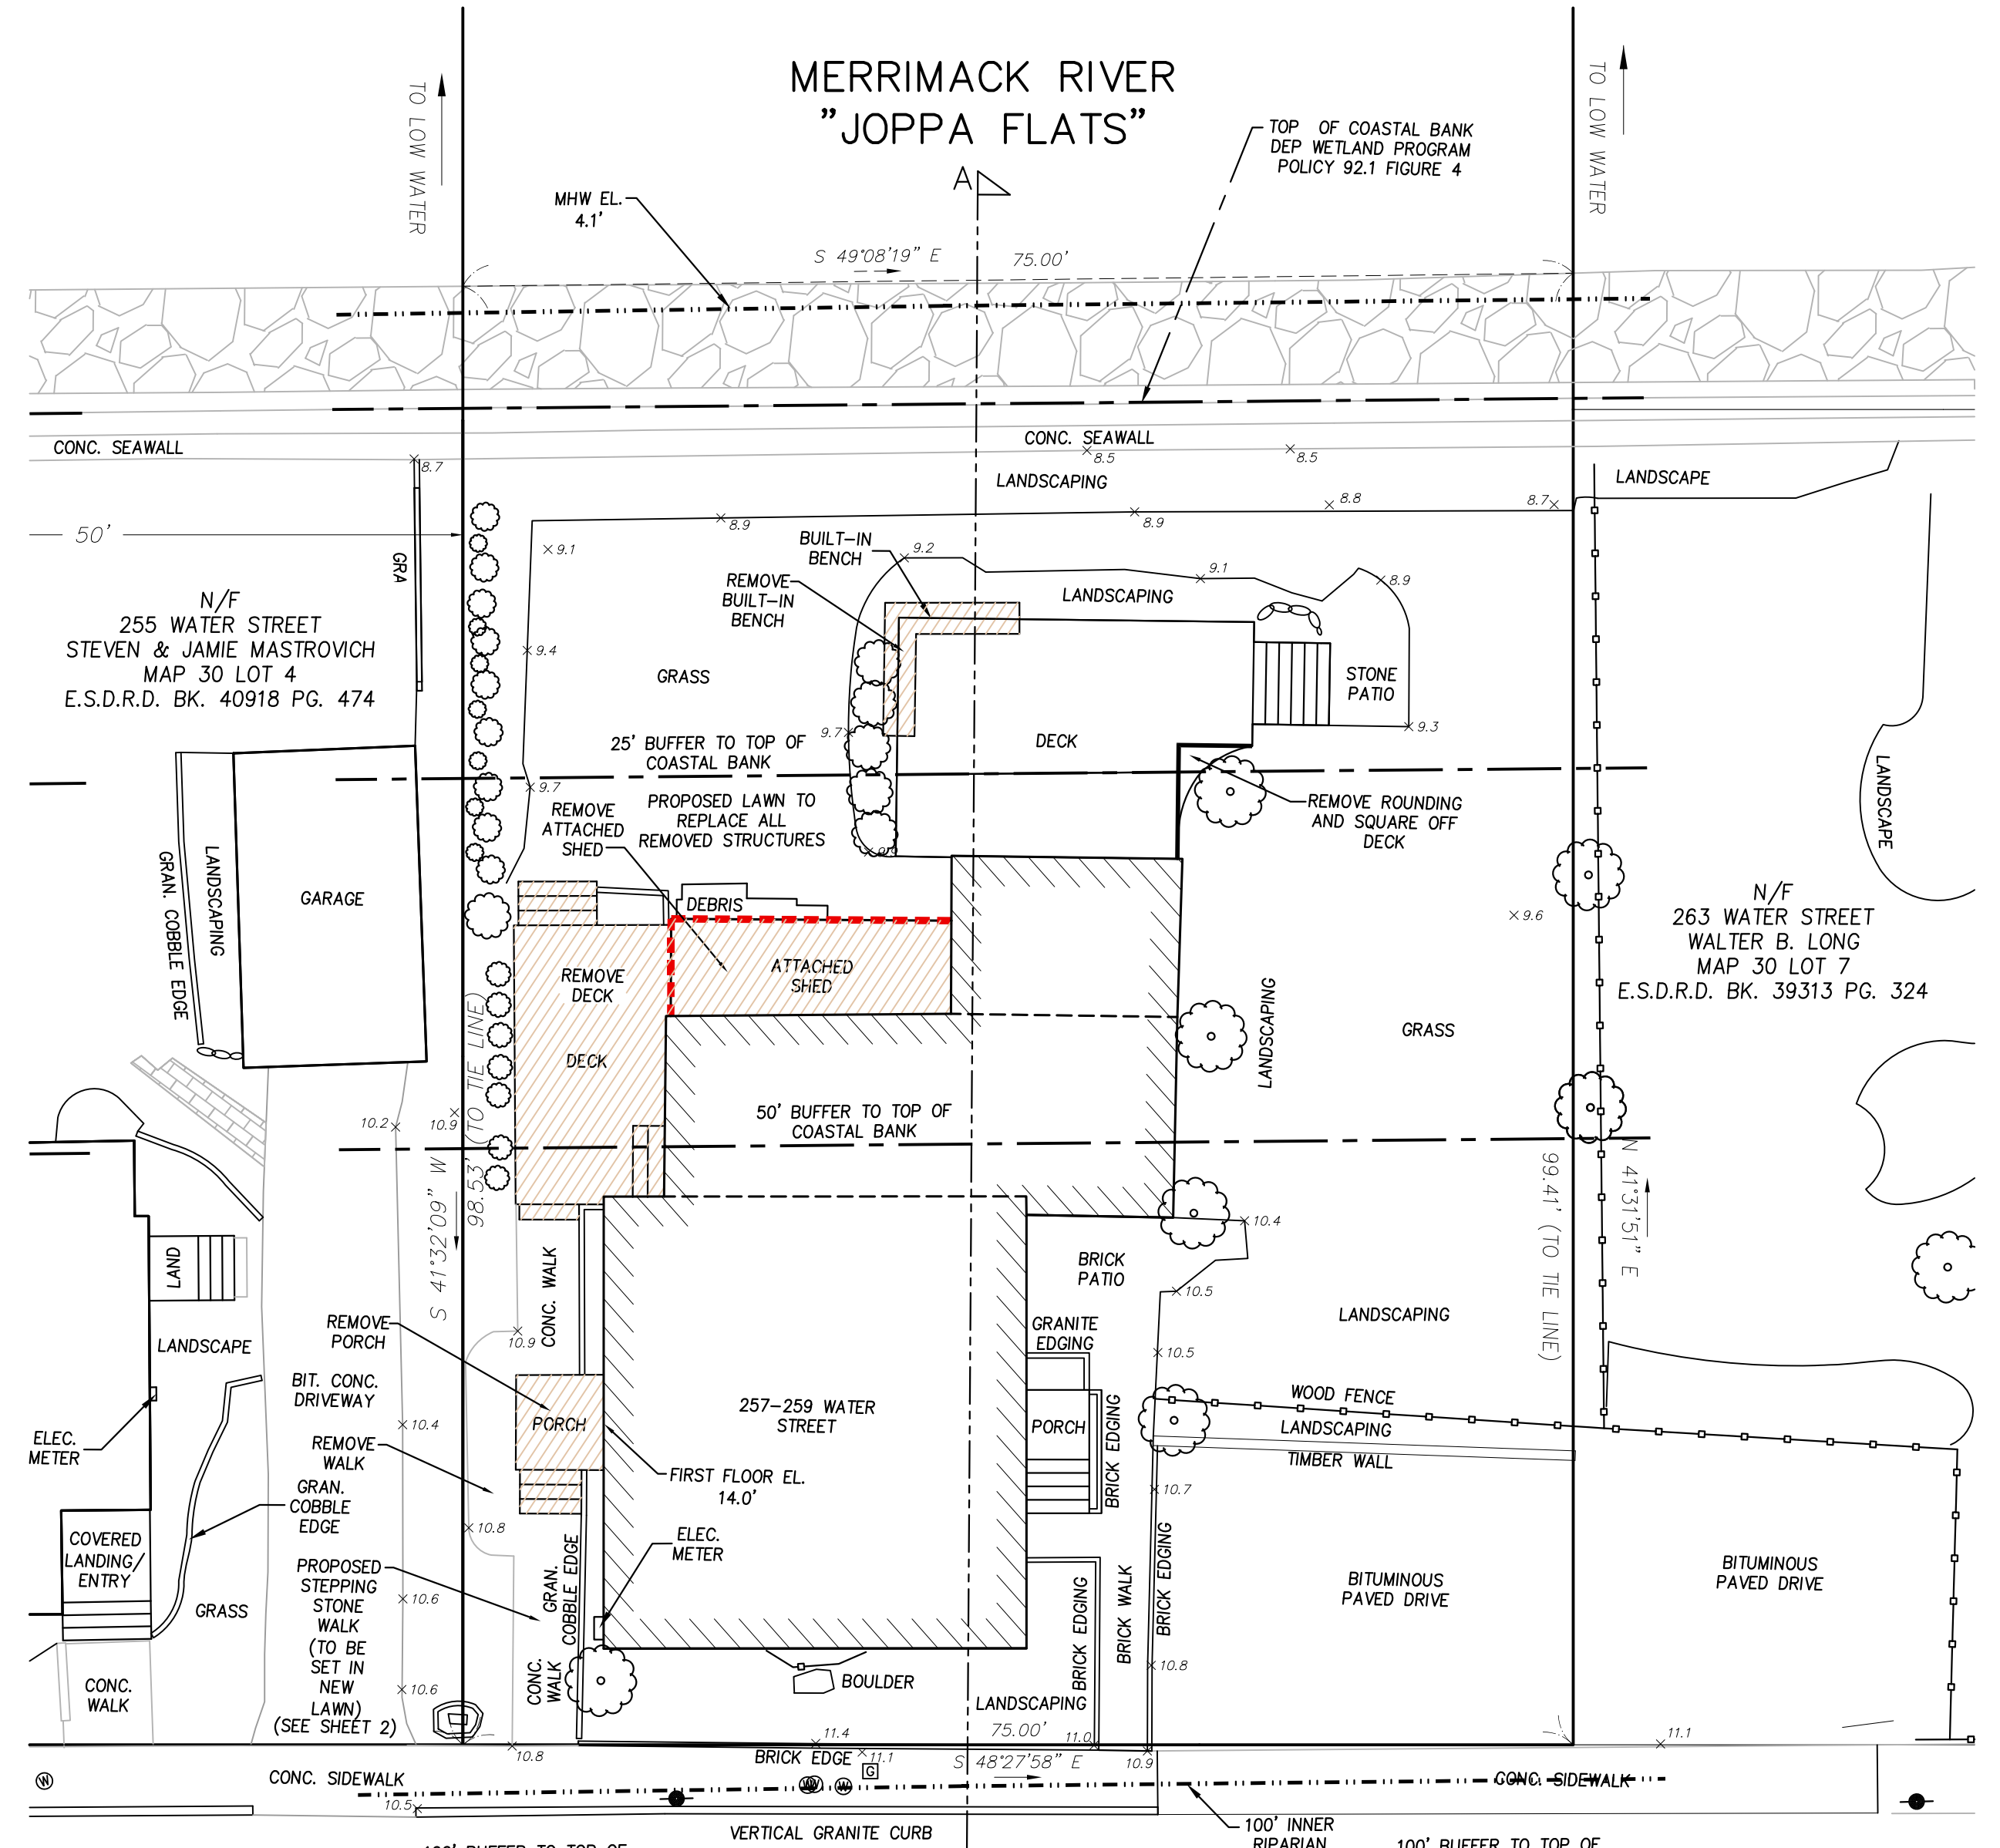 MERRIMACK RIVER
"JOPPA FLATS"
TO LOW WATER
TO LOW WATER
TOP OF COASTAL BANK
DEP WETLAND PROGRAM
POLICY 92.1 FIGURE 4
A
MHW EL.
4.1'
S 49°08'19" E
75.00'
CONC. SEAWALL
CONC. SEAWALL
8.7
8.5
8.5
LANDSCAPING
LANDSCAPE
8.9
8.9
8.8
8.7
50'
GRA
9.1
BUILT-IN
BENCH
9.2
9.1
8.9
REMOVE
BUILT-IN
BENCH
LANDSCAPING
N/F
255 WATER STREET
STEVEN & JAMIE MASTROVICH
MAP 30 LOT 4
E.S.D.R.D. BK. 40918 PG. 474
9.4
GRASS
STONE
PATIO
9.3
9.7
DECK
25' BUFFER TO TOP OF
COASTAL BANK
9.7
PROPOSED LAWN TO
REPLACE ALL
REMOVED STRUCTURES
REMOVE
ATTACHED
SHED
9.9
REMOVE ROUNDING
AND SQUARE OFF
DECK
LANDSCAPE
GRAN. COBBLE EDGE
LANDSCAPING
GARAGE
DEBRIS
9.6
N/F
263 WATER STREET
WALTER B. LONG
MAP 30 LOT 7
E.S.D.R.D. BK. 39313 PG. 324
REMOVE
DECK
ATTACHED
SHED
DECK
LANDSCAPING
GRASS
10.2
10.9
50' BUFFER TO TOP OF
COASTAL BANK
S 41°32'09" W
98.53' (TO TIE LINE)
99.41' (TO TIE LINE)
N 41°31'51" E
10.4
LAND
CONC. WALK
BRICK
PATIO
10.5
LANDSCAPE
REMOVE
PORCH
10.9
GRANITE
EDGING
10.5
LANDSCAPING
BIT. CONC.
DRIVEWAY
257-259 WATER
STREET
WOOD FENCE
PORCH
PORCH
BRICK EDGING
LANDSCAPING
TIMBER WALL
10.4
ELEC.
METER
REMOVE
WALK
FIRST FLOOR EL.
14.0'
GRAN.
COBBLE
EDGE
10.7
10.8
COVERED
LANDING/
ENTRY
ELEC.
METER
PROPOSED
STEPPING
STONE
WALK
(TO BE
SET IN
NEW
LAWN)
(SEE SHEET 2)
GRAN.
COBBLE EDGE
BRICK EDGING
BRICK WALK
BRICK EDGING
BITUMINOUS
PAVED DRIVE
BITUMINOUS
PAVED DRIVE
GRASS
10.6
10.6
10.8
CONC.
WALK
CONC.
WALK
BOULDER
LANDSCAPING
75.00'
10.8
11.4
11.0
11.1
BRICK EDGE
11.1
S 48°27'58" E
10.9
W
CONC. SIDEWALK
G
W
W
CONC. SIDEWALK
10.5
VERTICAL GRANITE CURB
100' INNER
RIPARIAN
100' BUFFER TO TOP OF
100' BUFFER TO TOP OF